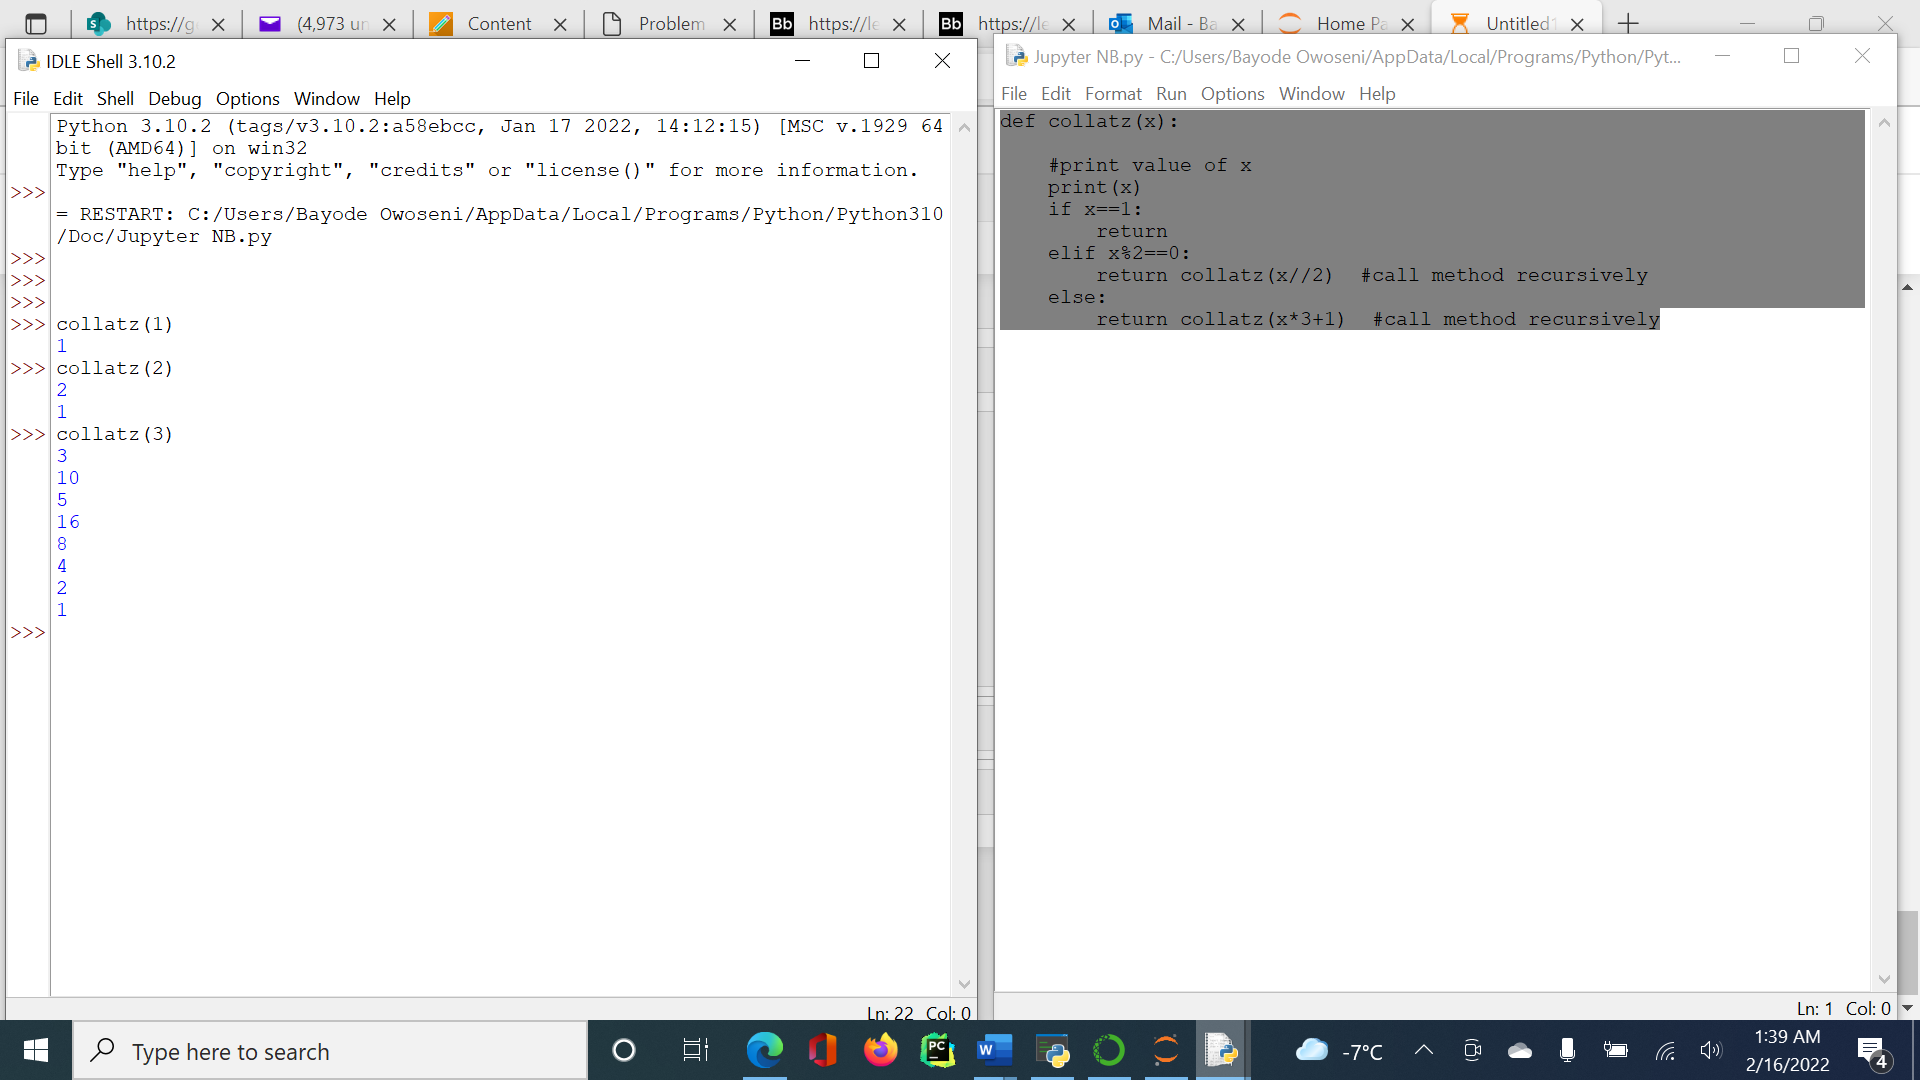 https://g
(4,973 un
Content
Problem
Bb https://le
Bb https://le
Mail - Ba
Home Pa
Untitled1
IDLE Shell 3.10.2
File Edit Shell Debug Options Window Help
Python 3.10.2 (tags/v3.10.2:a58ebcc, Jan 17 2022, 14:12:15) [MSC v.1929 64
bit (AMD64)] on win32
Type "help", "copyright", "credits" or "license()" for more information.
>>>
= RESTART: C:/Users/Bayode Owoseni/AppData/Local/Programs/Python/Python310
/Doc/Jupyter NB.py
>>>
>>>
>>>
>>> collatz(1)
1
>>> collatz(2)
2
1
>>> collatz(3)
3
10
5
16
8
4
2
1
>>>
Ln: 22 Col: 0
Jupyter NB.py - C:/Users/Bayode Owoseni/AppData/Local/Programs/Python/Pyt...
File Edit Format Run Options Window Help
def collatz(x):
    #print value of x
    print(x)
    if x==1:
        return
    elif x%2==0:
        return collatz(x//2)  #call method recursively
    else:
        return collatz(x*3+1)  #call method recursively
Ln: 1 Col: 0
Type here to search
-7°C
1:39 AM
2/16/2022
4